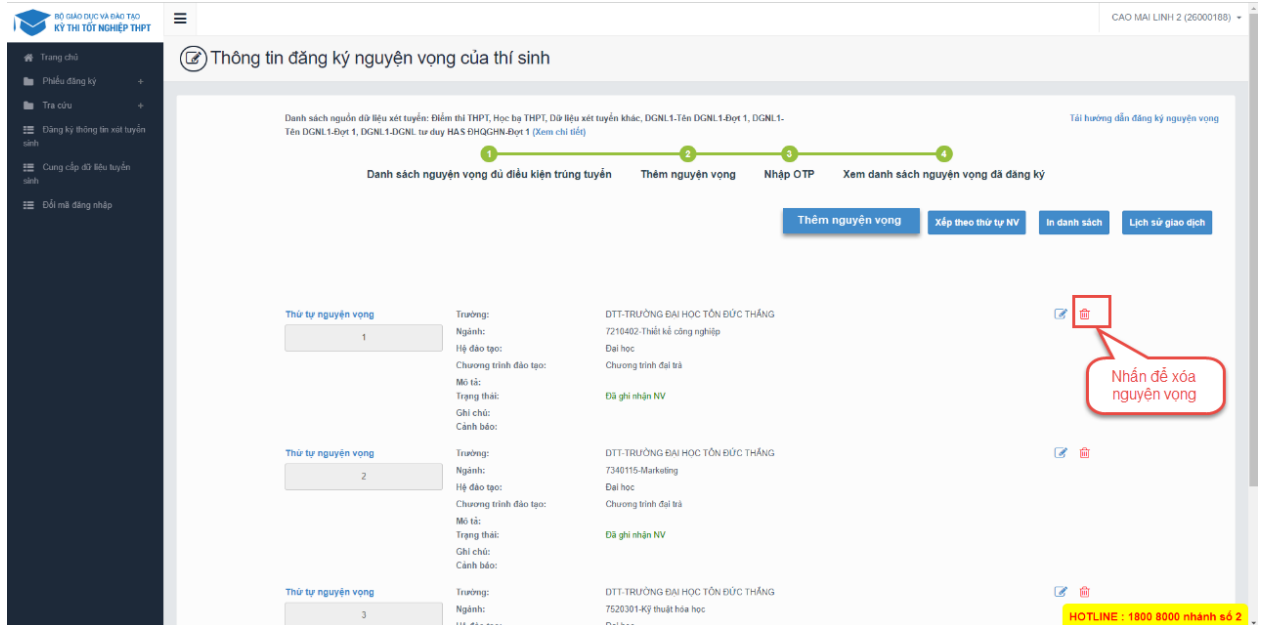 BỘ GIÁO DỤC VÀ ĐÀO TẠO
KỲ THI TỐT NGHIỆP THPT
CAO MAI LINH 2 (26000188)
Trang chủ
Phiếu đăng ký +
Tra cứu +
Đăng ký thông tin xét tuyển
sinh
Cung cấp dữ liệu tuyển
sinh
Đổi mã đăng nhập
Thông tin đăng ký nguyện vọng của thí sinh
Danh sách nguồn dữ liệu xét tuyển: Điểm thi THPT, Học bạ THPT, Dữ liệu xét tuyển khác, DGNL1-Tên DGNL1-Đợt 1, DGNL1-
Tên DGNL1-Đợt 1, DGNL1-DGNL tư duy HAS ĐHQGHN-Đợt 1 (Xem chi tiết)
Tải hướng dẫn đăng ký nguyện vọng
1 2 3 4
Danh sách nguyện vọng đủ điều kiện trúng tuyển Thêm nguyện vọng Nhập OTP Xem danh sách nguyện vọng đã đăng ký
Thêm nguyện vọng Xếp theo thứ tự NV In danh sách Lịch sử giao dịch
Thứ tự nguyện vọng
1
Trường: DTT-TRƯỜNG ĐẠI HỌC TÔN ĐỨC THẮNG
Ngành: 7210402-Thiết kế công nghiệp
Hệ đào tạo: Đại học
Chương trình đào tạo: Chương trình đại trà
Mô tả:
Trạng thái: Đã ghi nhận NV
Ghi chú:
Cảnh báo:
Nhấn để xóa
nguyện vọng
Thứ tự nguyện vọng
2
Trường: DTT-TRƯỜNG ĐẠI HỌC TÔN ĐỨC THẮNG
Ngành: 7340115-Marketing
Hệ đào tạo: Đại học
Chương trình đào tạo: Chương trình đại trà
Mô tả:
Trạng thái: Đã ghi nhận NV
Ghi chú:
Cảnh báo:
Thứ tự nguyện vọng
3
Trường: DTT-TRƯỜNG ĐẠI HỌC TÔN ĐỨC THẮNG
Ngành: 7520301-Kỹ thuật hóa học
Hệ đào tạo: Đại học
HOTLINE : 1800 8000 nhánh số 2